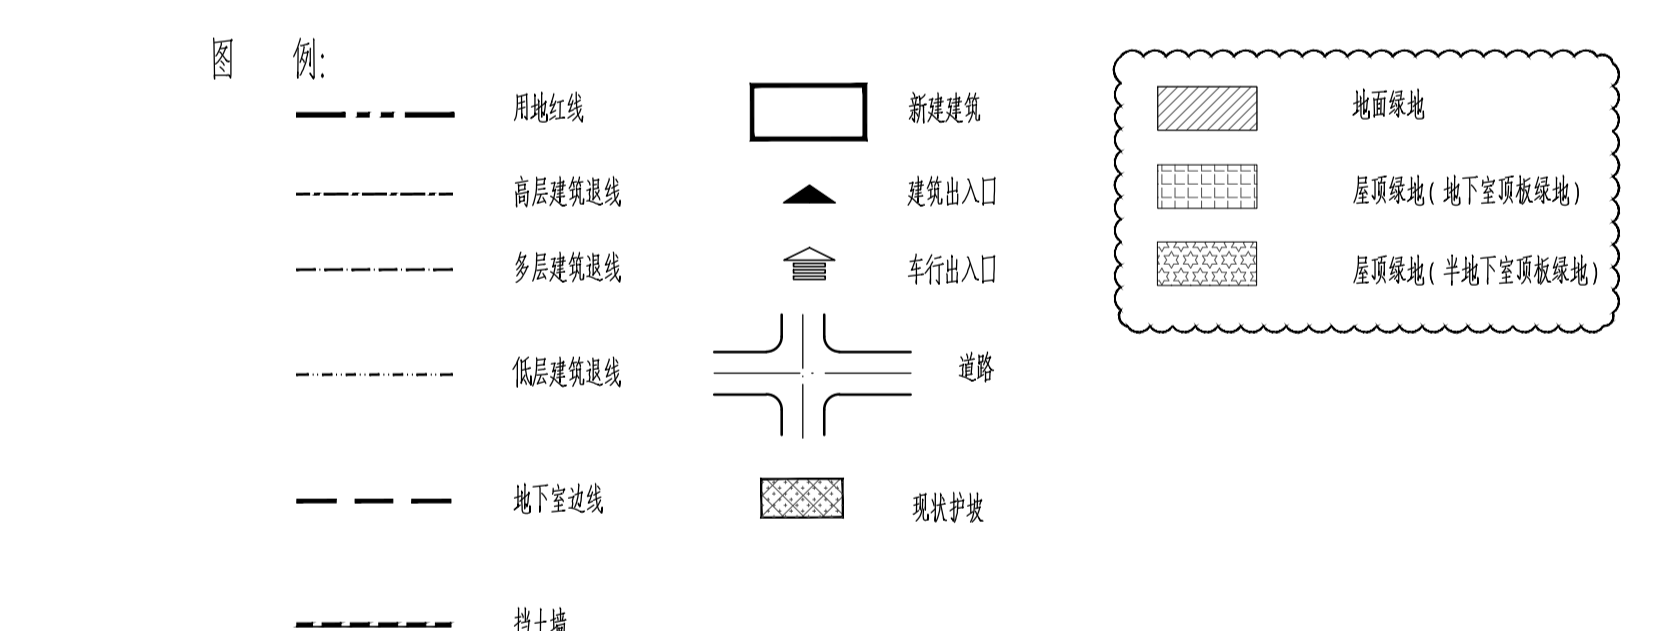 图 例:
用地红线
高层建筑退线
多层建筑退线
低层建筑退线
地下室边线
挡土墙
新建建筑
建筑出入口
车行出入口
道路
现状护坡
地面绿地
屋顶绿地(地下室顶板绿地)
屋顶绿地(半地下室顶板绿地)